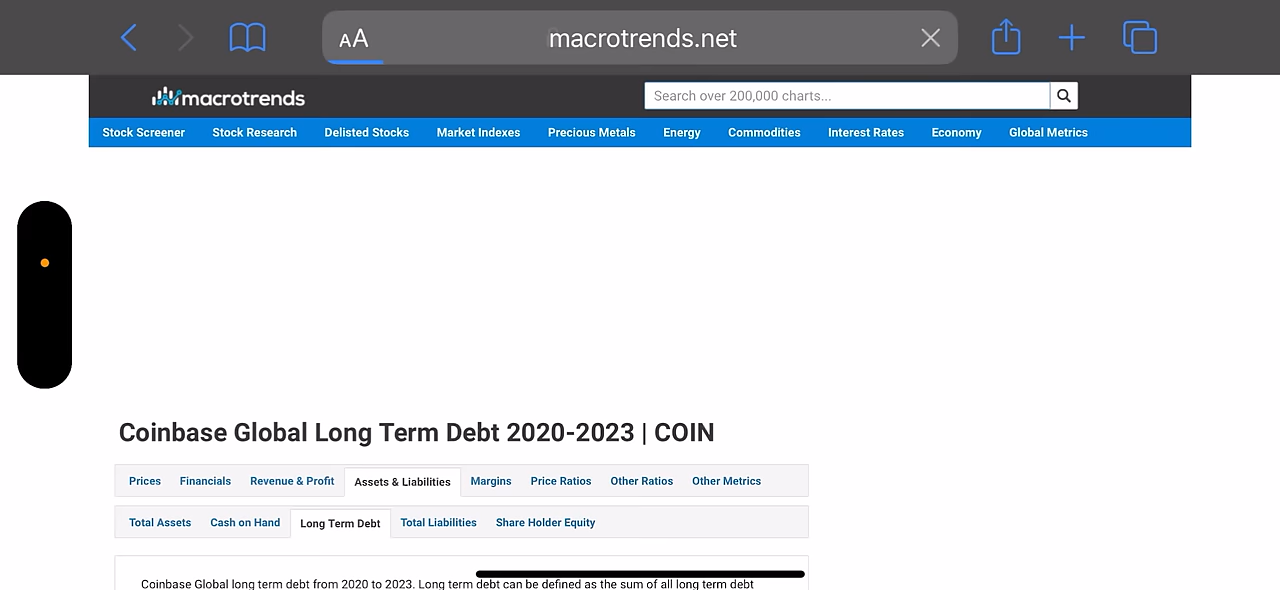 AA macrotrends.net
macrotrends Search over 200,000 charts...
Stock Screener Stock Research Delisted Stocks Market Indexes Precious Metals Energy Commodities Interest Rates Economy Global Metrics
Coinbase Global Long Term Debt 2020-2023 | COIN
Prices Financials Revenue & Profit Assets & Liabilities Margins Price Ratios Other Ratios Other Metrics
Total Assets Cash on Hand Long Term Debt Total Liabilities Share Holder Equity
Coinbase Global long term debt from 2020 to 2023. Long term debt can be defined as the sum of all long term debt